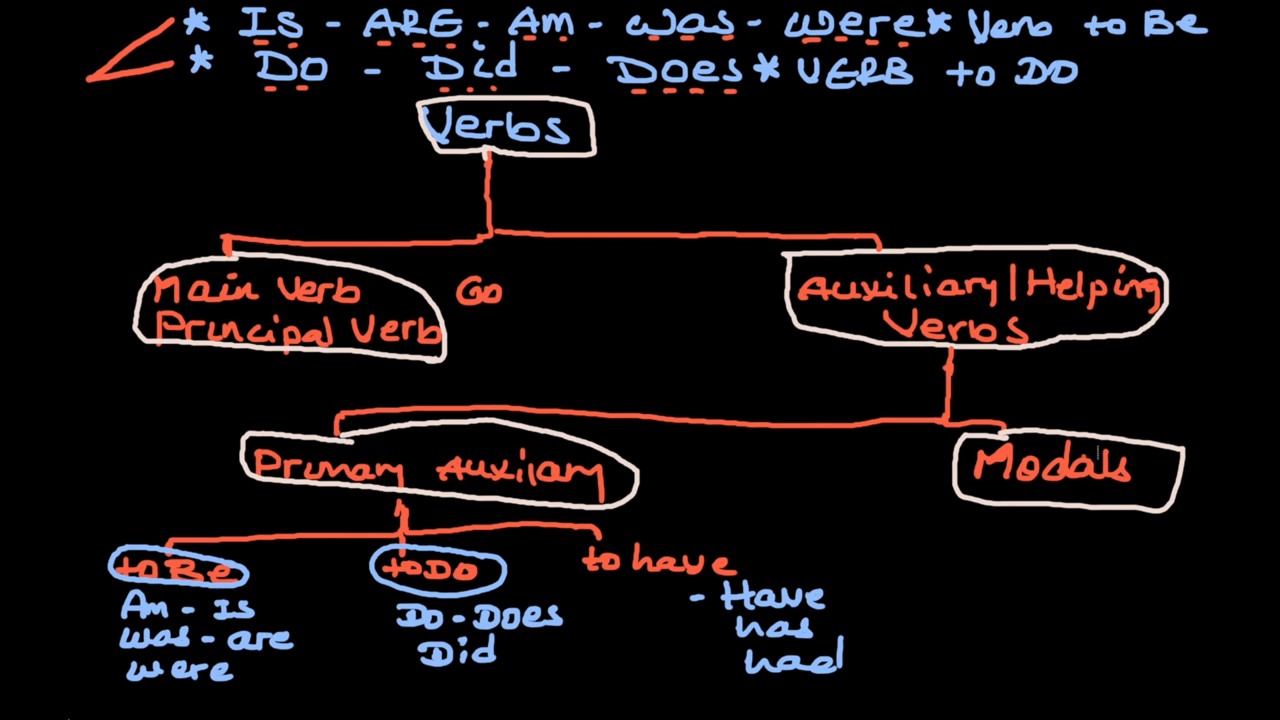 * Is - ARE - Am - was - were * Verb to Be
* Do - Did - Does * VERB to DO
Verbs
Main Verb
Principal Verb
Go
Auxiliary/Helping
Verbs
Primary Auxilary
Modals
to Be
to DO
to have
Am - Is
was - are
were
DO - DOES
Did
- Have
has
had